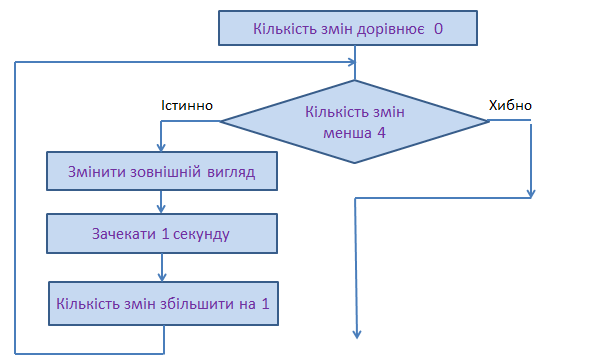 Кількість змін дорівнює 0
Істинно
Кількість змін
менша 4
Хибно
Змінити зовнішній вигляд
Зачекати 1 секунду
Кількість змін збільшити на 1